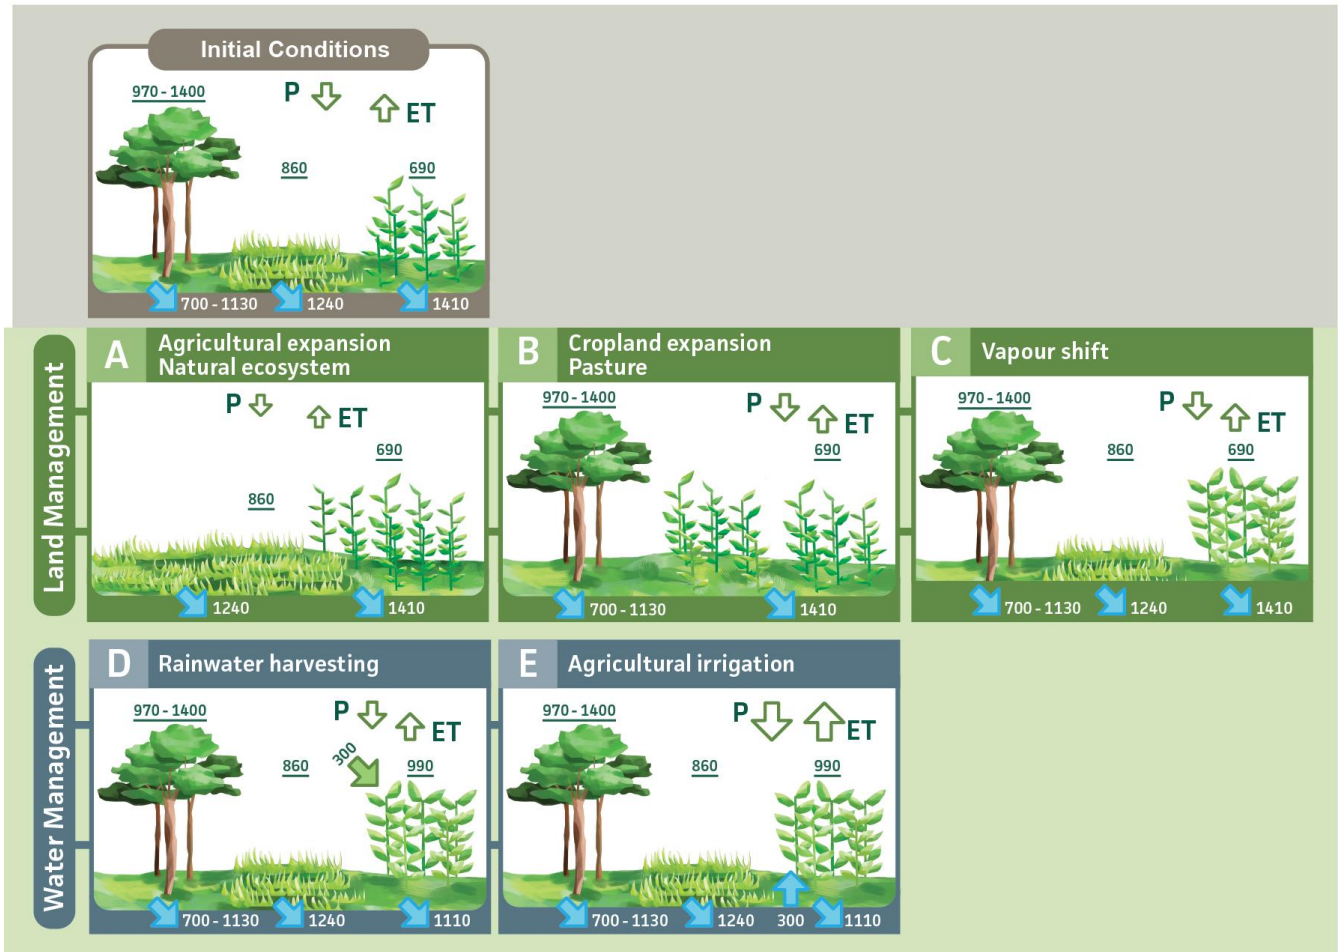 Initial Conditions
970 - 1400
P
ET
860
690
700 - 1130
1240
1410
Land Management
A
Agricultural expansion
Natural ecosystem
P
ET
690
860
1240
1410
B
Cropland expansion
Pasture
970 - 1400
P
ET
690
700 - 1130
1410
C
Vapour shift
970 - 1400
P
ET
860
690
700 - 1130
1240
1410
Water Management
D
Rainwater harvesting
970 - 1400
P
ET
300
860
990
700 - 1130
1240
1110
E
Agricultural irrigation
970 - 1400
P
ET
860
990
700 - 1130
1240
300
1110